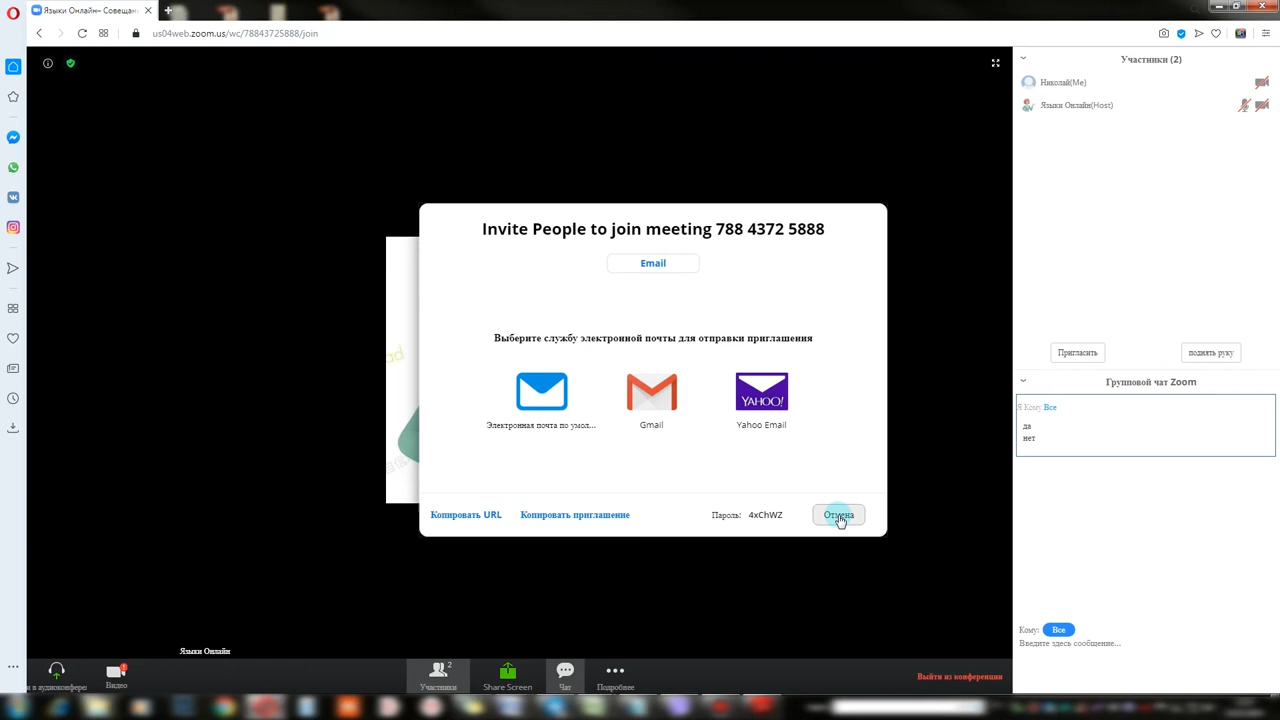 Языки Онлайн– Совещан
us04web.zoom.us/wc/78843725888/join
Участники (2)
Николай(Me)
Языки Онлайн(Host)
Invite People to join meeting 788 4372 5888
Email
Выберите службу электронной почты для отправки приглашения
YAHOO!
Электронная почта по умол...
Gmail
Yahoo Email
Пригласить
поднять руку
Групповой чат Zoom
Я Кому Все
да
нет
Копировать URL
Копировать приглашение
Пароль: 4xChWZ
Отмена
Кому: Все
Введите здесь сообщение...
Языки Онлайн
и в аудиоконферен
Видео
2
Участники
Share Screen
Чат
Подробнее
Выйти из конференции